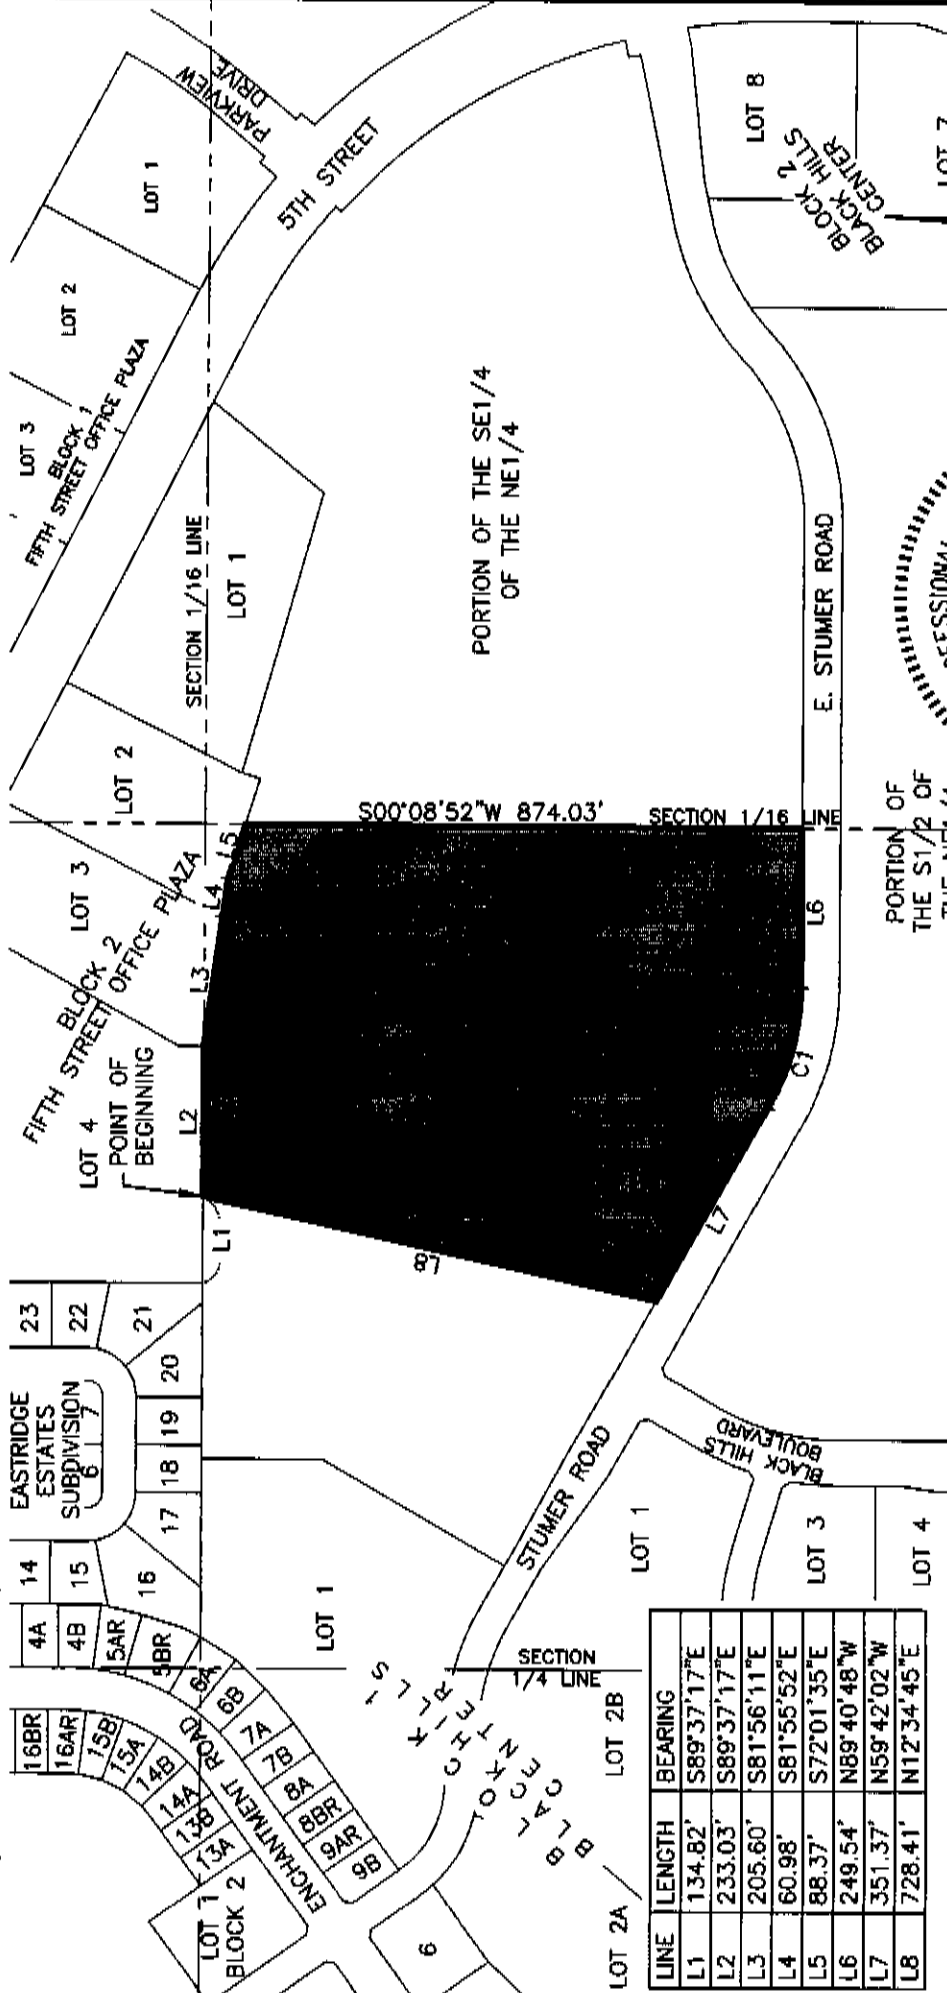 PARKVIEW
DRIVE
5TH STREET
LOT 1
LOT 2
LOT 3
BLOCK 1
FIFTH STREET OFFICE PLAZA
LOT 8
BLOCK 2
BLACK HILLS
CENTER
LOT 7
SECTION 1/16 LINE
LOT 1
LOT 2
LOT 3
BLOCK 2
FIFTH STREET OFFICE PLAZA
LOT 4
POINT OF
BEGINNING
PORTION OF THE SE1/4
OF THE NE1/4
E. STUMER ROAD
S00°08'52"W 874.03'
SECTION 1/16 LINE
PORTION OF
THE S1/2 OF
L1
L2
L3
L4
L5
L6
C1
L7
L8
EASTRIDGE
ESTATES
SUBDIVISION
6
7
23
22
21
20
19
18
17
16
15
14
4A
4B
5AR
5BR
6A
6B
7A
7B
8A
8BR
9AR
9B
16BR
16AR
15B
15A
14B
14A
13B
13A
ENCHANTMENT ROAD
LOT 1
BLOCK 2
6
LOT 1
STUMER ROAD
BLACK HILLS
BOULEVARD
LOT 1
LOT 3
LOT 4
SECTION
1/4 LINE
BLOCK 1
BLACK HILLS
CENTER
LOT 2B
LOT 2A
LINE LENGTH BEARING
L1 134.82' S89°37'17"E
L2 233.03' S89°37'17"E
L3 205.60' S81°56'11"E
L4 60.98' S81°55'52"E
L5 88.37' S72°01'35"E
L6 249.54' N89°40'48"W
L7 351.37' N59°42'02"W
L8 728.41' N12°34'45"E